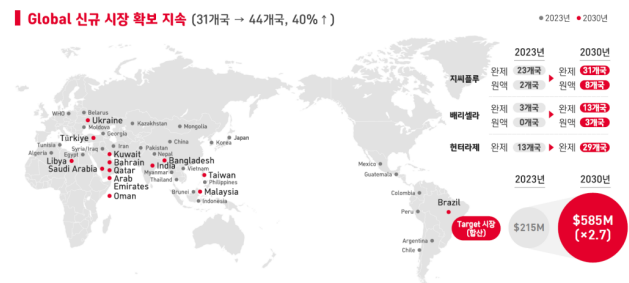 Global 신규 시장 확보 지속 (31개국 → 44개국, 40%↑)
2023년 2030년
2023년 2030년
지씨플루 완제 23개국 완제 31개국
원액 2개국 원액 8개국
배리셀라 완제 3개국 완제 13개국
원액 0개국 원액 3개국
헌터라제 완제 13개국 완제 29개국
WHO
Belarus
Ukraine
Moldova
Georgia
Kazakhstan
Mongolia
Türkiye
Tunisia
Algeria
Libya
Egypt
Syria/Iraq
Iran
Pakistan
Nepal
China
Korea
Japan
Saudi Arabia
Kuwait
Bahrain
Qatar
Arab
Emirates
Oman
India
Bangladesh
Myanmar
Thailand
Vietnam
Taiwan
Philippines
Brunei
Malaysia
Indonesia
Mexico
Guatemala
Colombia
Peru
Brazil
Argentina
Chile
2023년 2030년
Target 시장
(합산)
$215M
$585M
(×2.7)